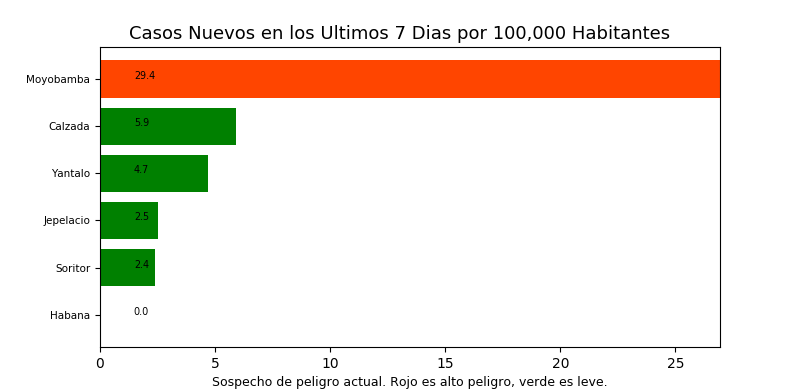 Casos Nuevos en los Ultimos 7 Dias por 100,000 Habitantes
Moyobamba 29.4
Calzada 5.9
Yantalo 4.7
Jepelacio 2.5
Soritor 2.4
Habana 0.0
0 5 10 15 20 25
Sospecho de peligro actual. Rojo es alto peligro, verde es leve.